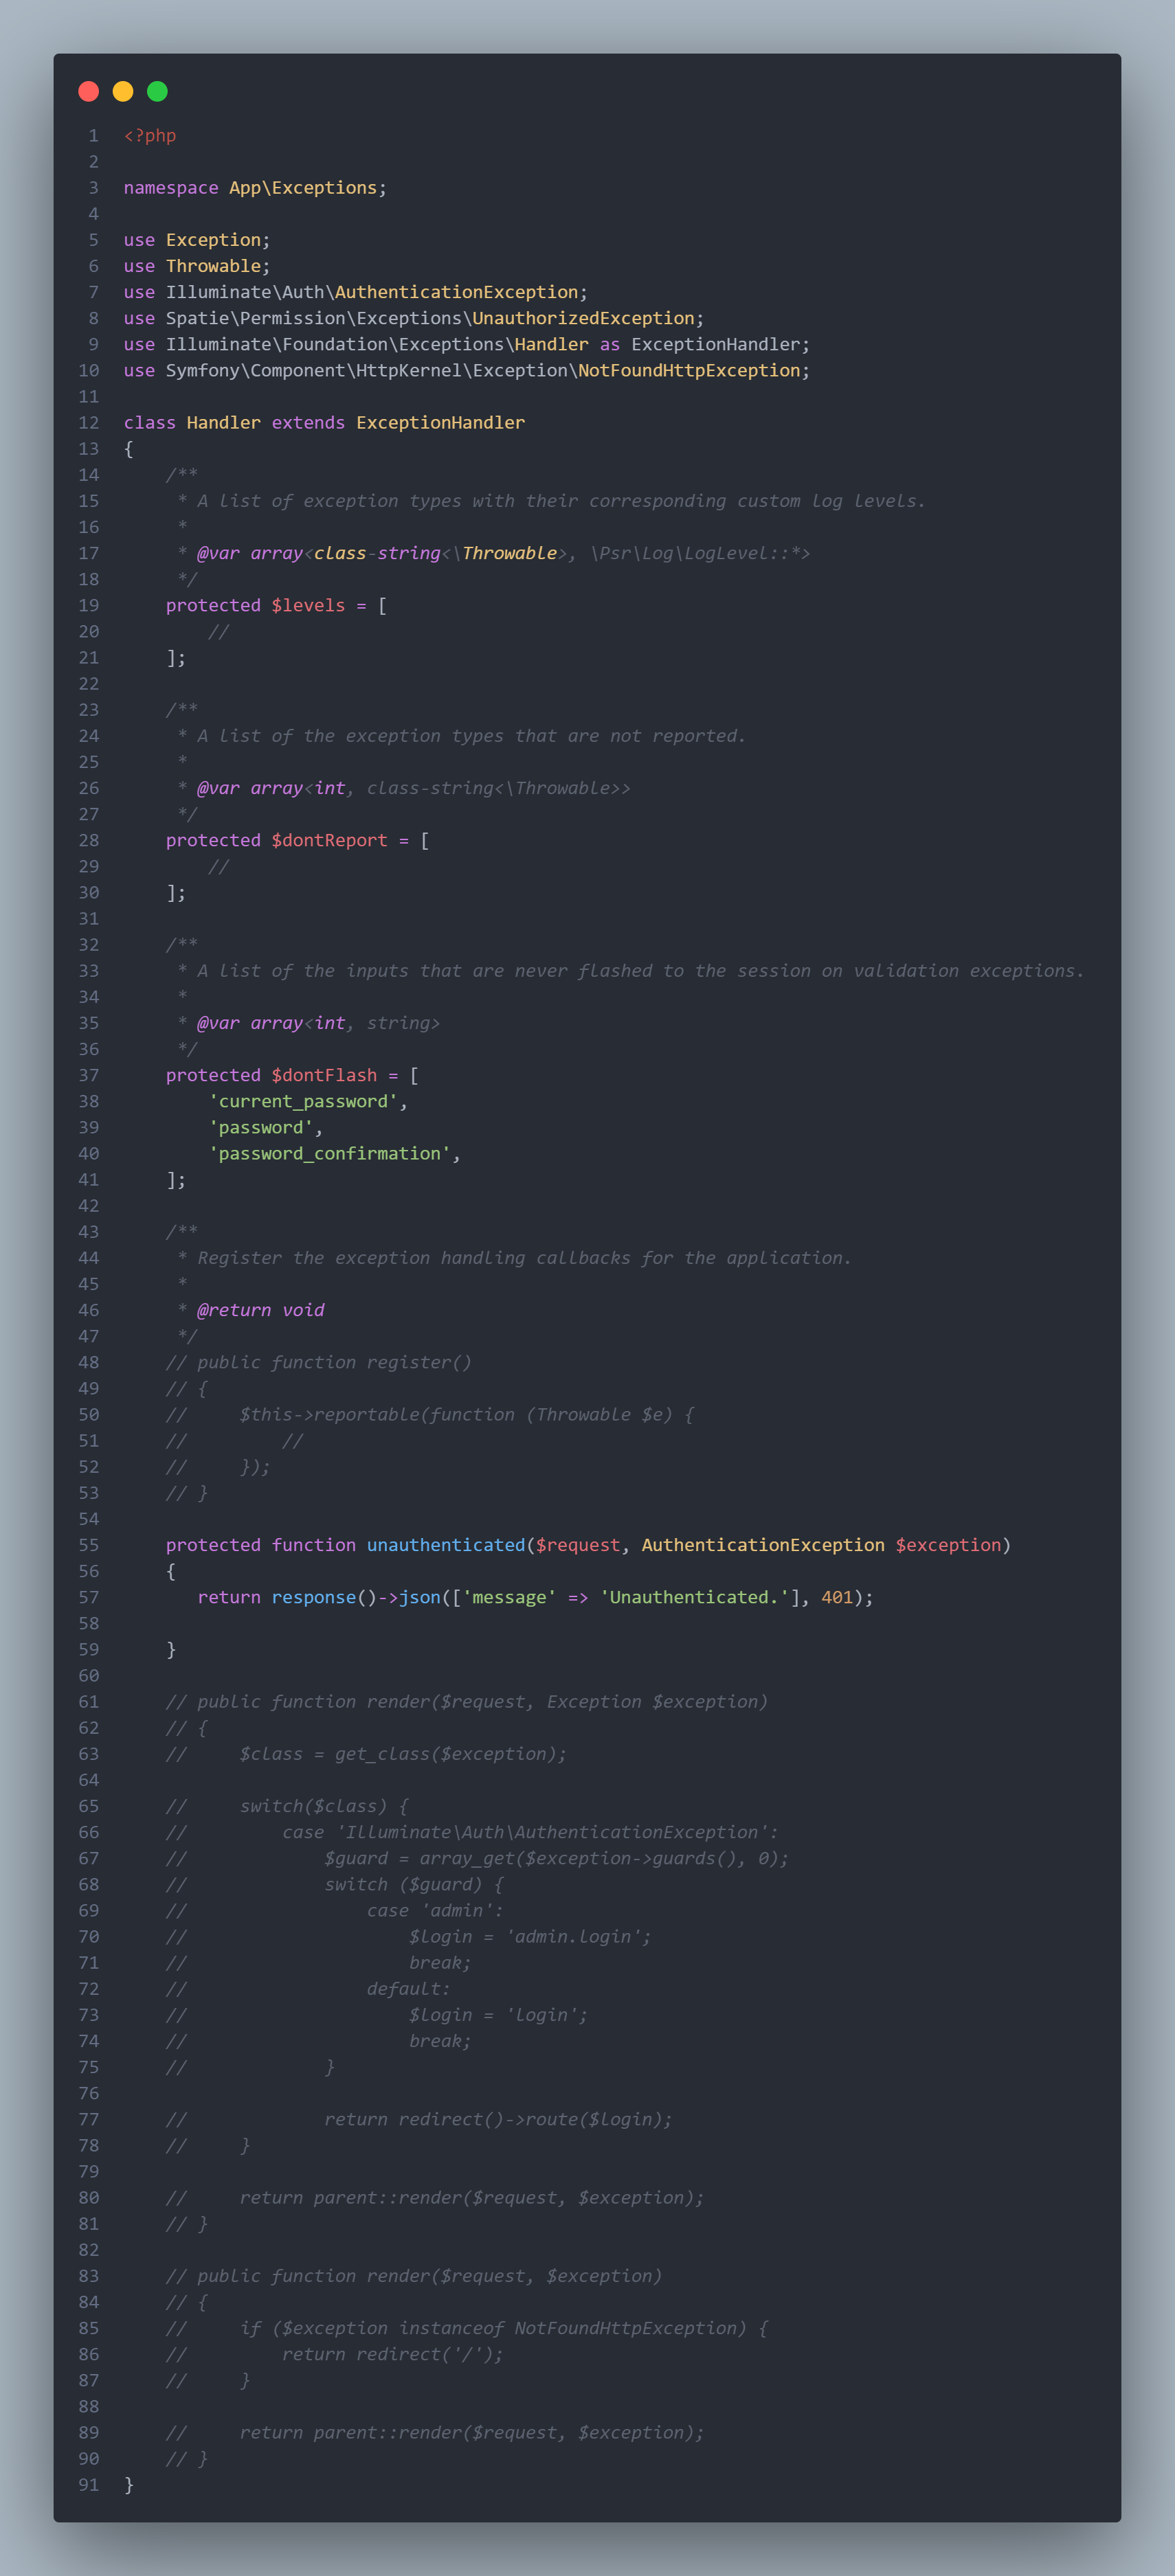 1 <?php
2
3 namespace App\Exceptions;
4
5 use Exception;
6 use Throwable;
7 use Illuminate\Auth\AuthenticationException;
8 use Spatie\Permission\Exceptions\UnauthorizedException;
9 use Illuminate\Foundation\Exceptions\Handler as ExceptionHandler;
10 use Symfony\Component\HttpKernel\Exception\NotFoundHttpException;
11
12 class Handler extends ExceptionHandler
13 {
14     /**
15      * A list of exception types with their corresponding custom log levels.
16      *
17      * @var array<class-string<\Throwable>, \Psr\Log\LogLevel::*>
18      */
19     protected $levels = [
20         //
21     ];
22
23     /**
24      * A list of the exception types that are not reported.
25      *
26      * @var array<int, class-string<\Throwable>>
27      */
28     protected $dontReport = [
29         //
30     ];
31
32     /**
33      * A list of the inputs that are never flashed to the session on validation exceptions.
34      *
35      * @var array<int, string>
36      */
37     protected $dontFlash = [
38         'current_password',
39         'password',
40         'password_confirmation',
41     ];
42
43     /**
44      * Register the exception handling callbacks for the application.
45      *
46      * @return void
47      */
48     // public function register()
49     // {
50     //     $this->reportable(function (Throwable $e) {
51     //         //
52     //     });
53     // }
54
55     protected function unauthenticated($request, AuthenticationException $exception)
56     {
57        return response()->json(['message' => 'Unauthenticated.'], 401);
58
59     }
60
61     // public function render($request, Exception $exception)
62     // {
63     //     $class = get_class($exception);
64
65     //     switch($class) {
66     //         case 'Illuminate\Auth\AuthenticationException':
67     //             $guard = array_get($exception->guards(), 0);
68     //             switch ($guard) {
69     //                 case 'admin':
70     //                     $login = 'admin.login';
71     //                     break;
72     //                 default:
73     //                     $login = 'login';
74     //                     break;
75     //             }
76
77     //             return redirect()->route($login);
78     //     }
79
80     //     return parent::render($request, $exception);
81     // }
82
83     // public function render($request, $exception)
84     // {
85     //     if ($exception instanceof NotFoundHttpException) {
86     //         return redirect('/');
87     //     }
88
89     //     return parent::render($request, $exception);
90     // }
91 }